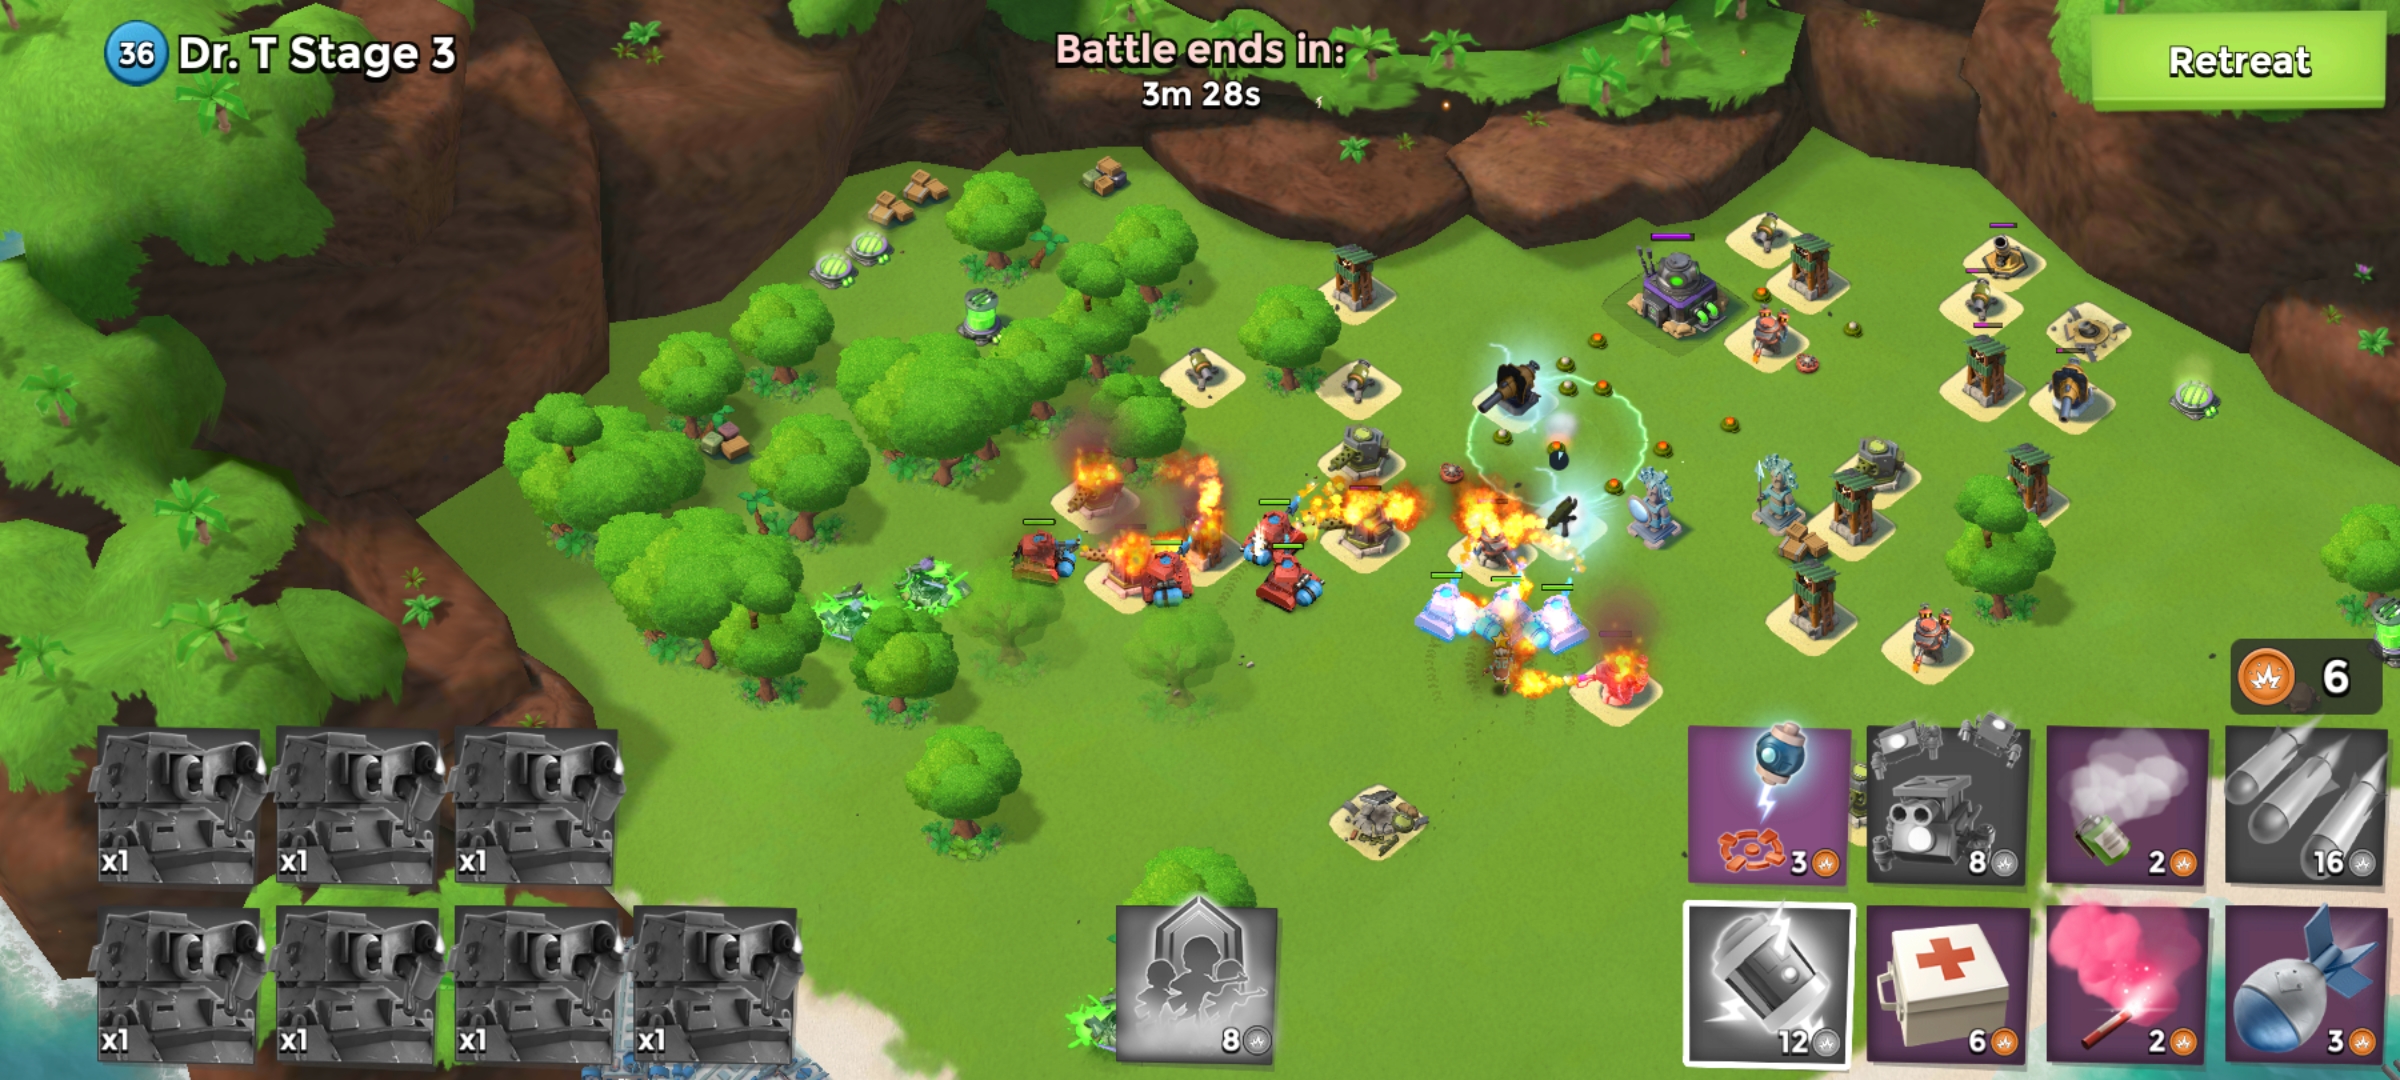 36 Dr. T Stage 3
Battle ends in:
3m 28s
Retreat
6
3
8
2
16
x1
x1
x1
x1
x1
x1
x1
8
12
6
2
3